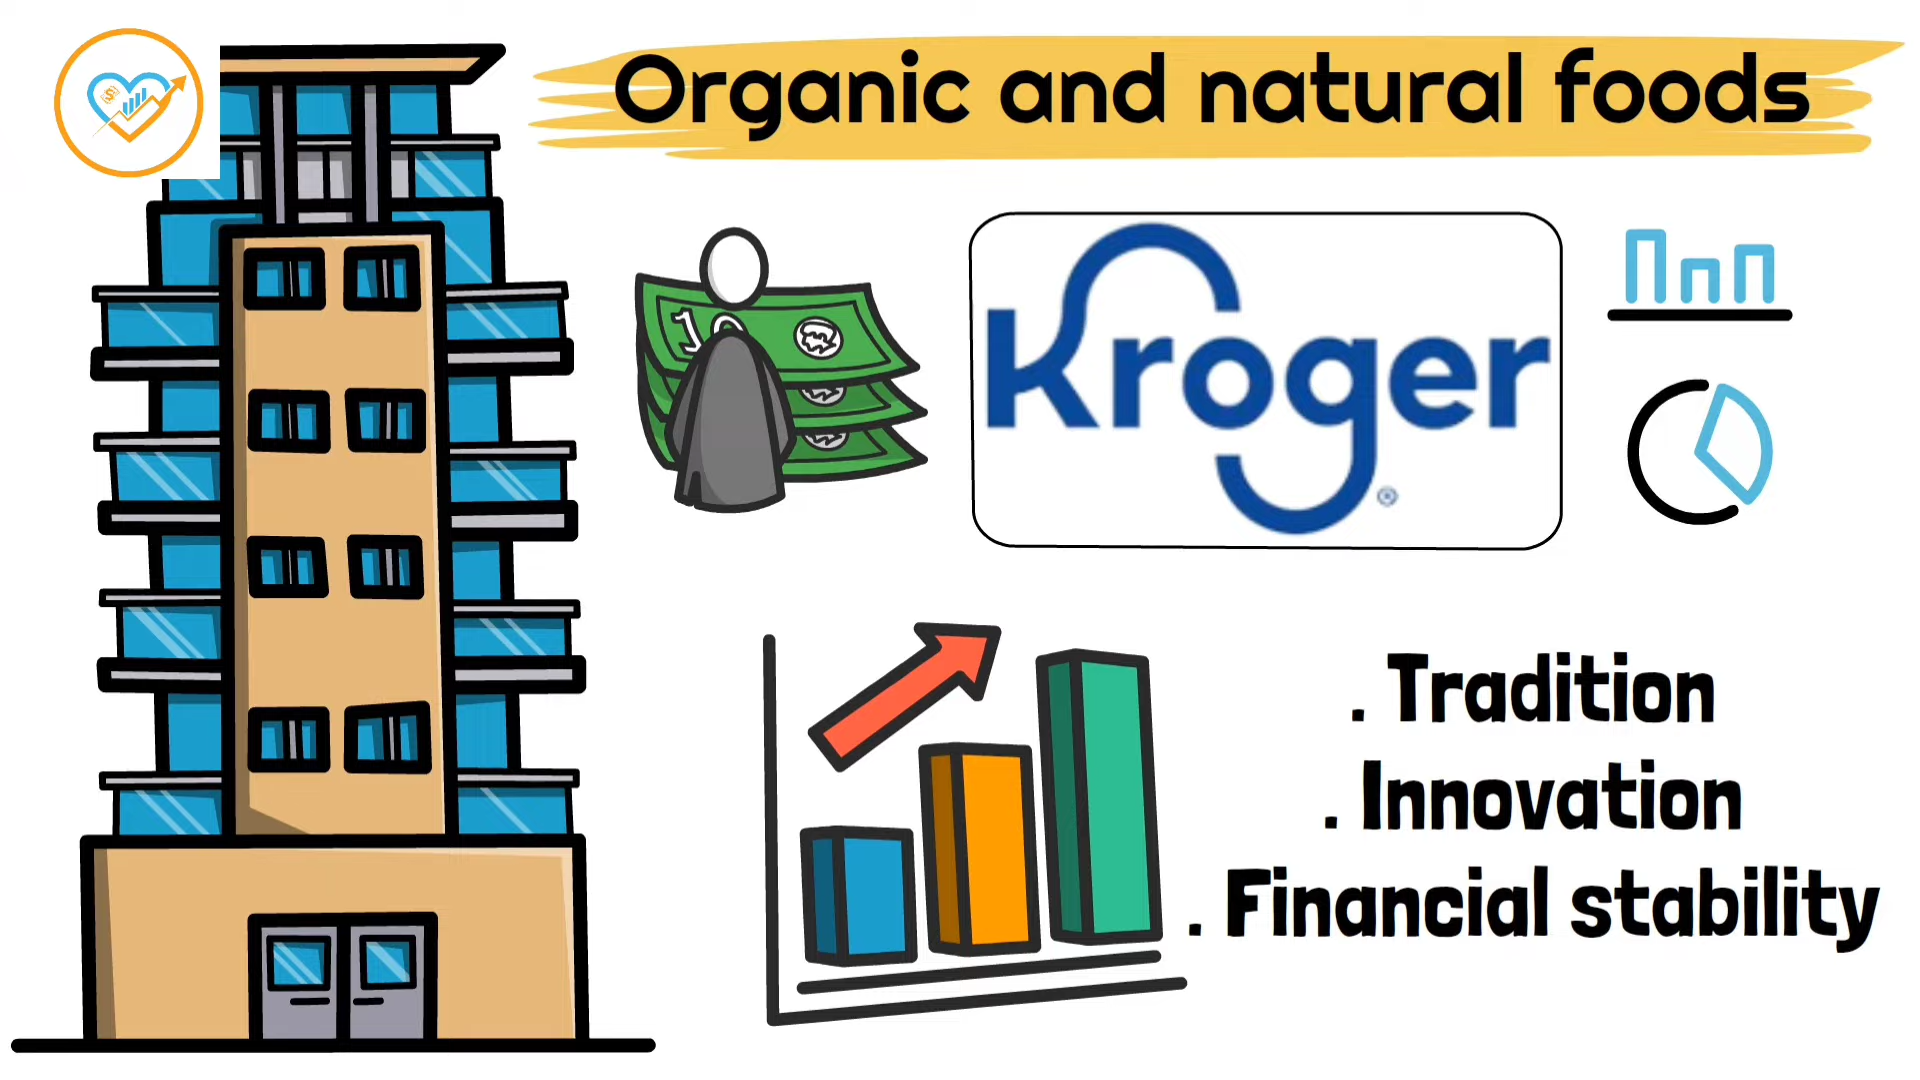 Organic and natural foods
Kroger
. Tradition
. Innovation
. Financial stability